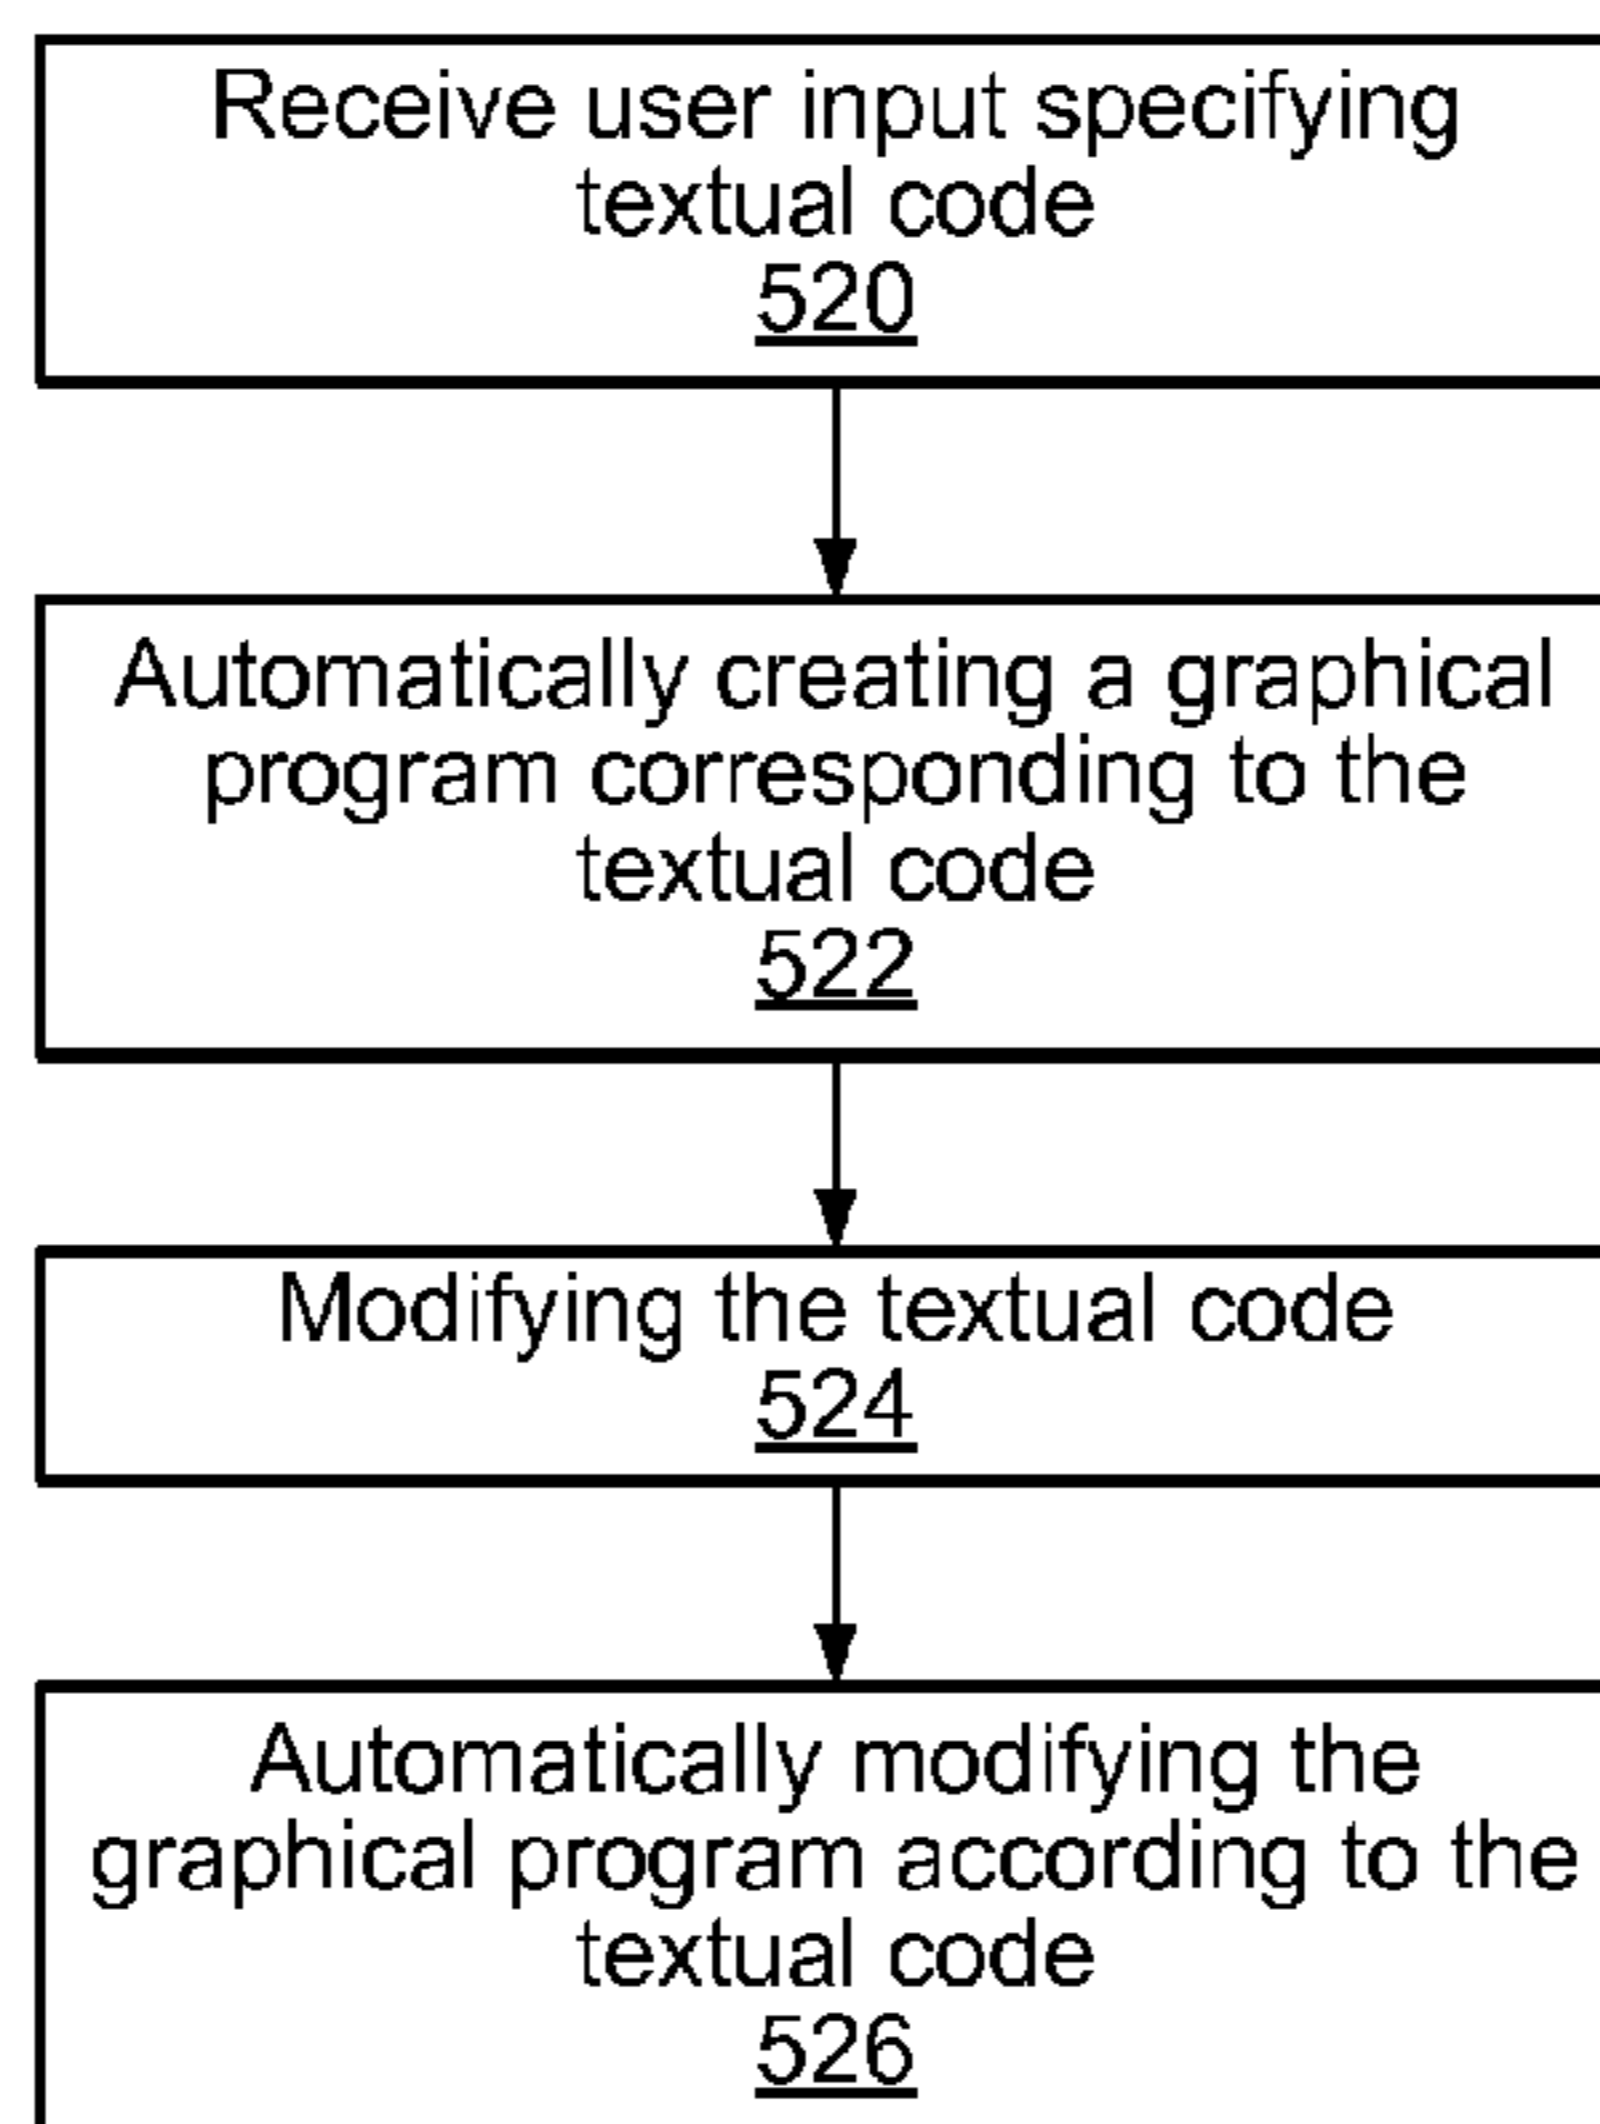 Receive user input specifying
textual code
520
Automatically creating a graphical
program corresponding to the
textual code
522
Modifying the textual code
524
Automatically modifying the
graphical program according to the
textual code
526